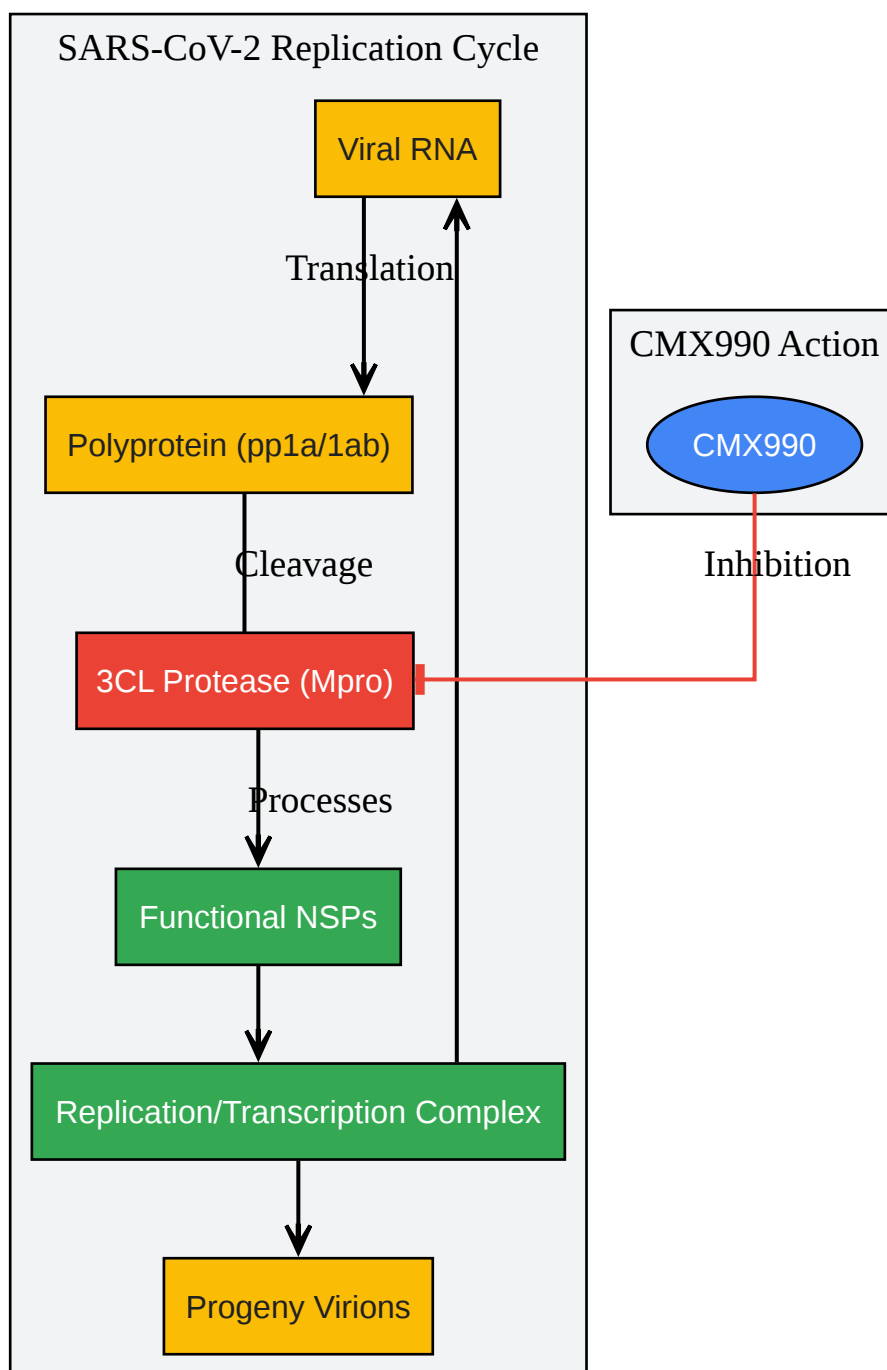 SARS-CoV-2 Replication Cycle
Viral RNA
Translation
CMX990 Action
Polyprotein (pp1a/1ab)
CMX990
Cleavage
Inhibition
3CL Protease (Mpro)
Processes
Functional NSPs
Replication/Transcription Complex
Progeny Virions